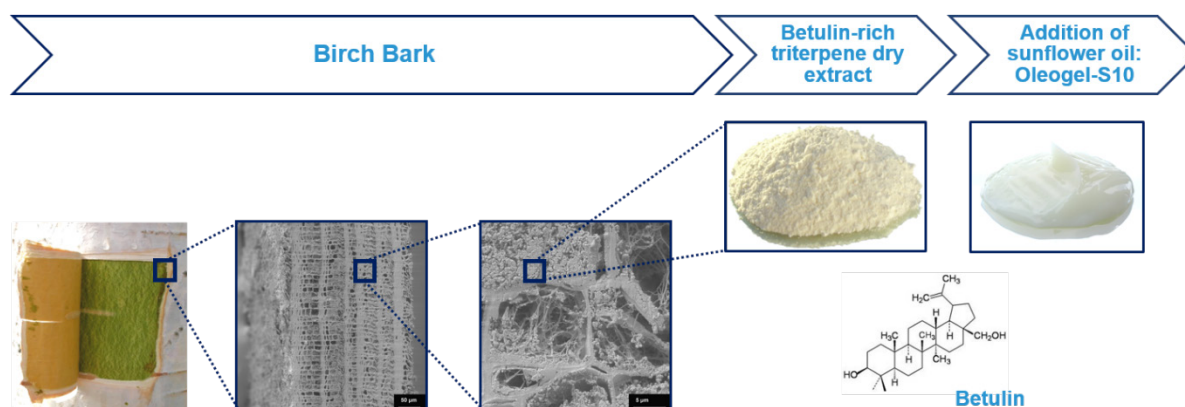 Birch Bark
Betulin-rich
triterpene dry
extract
Addition of
sunflower oil:
Oleogel-S10
50 µm
5 µm
CH₃
H₂C
H
CH₂OH
H₃C
CH₃
H
CH₃
H
HO
H
Betulin